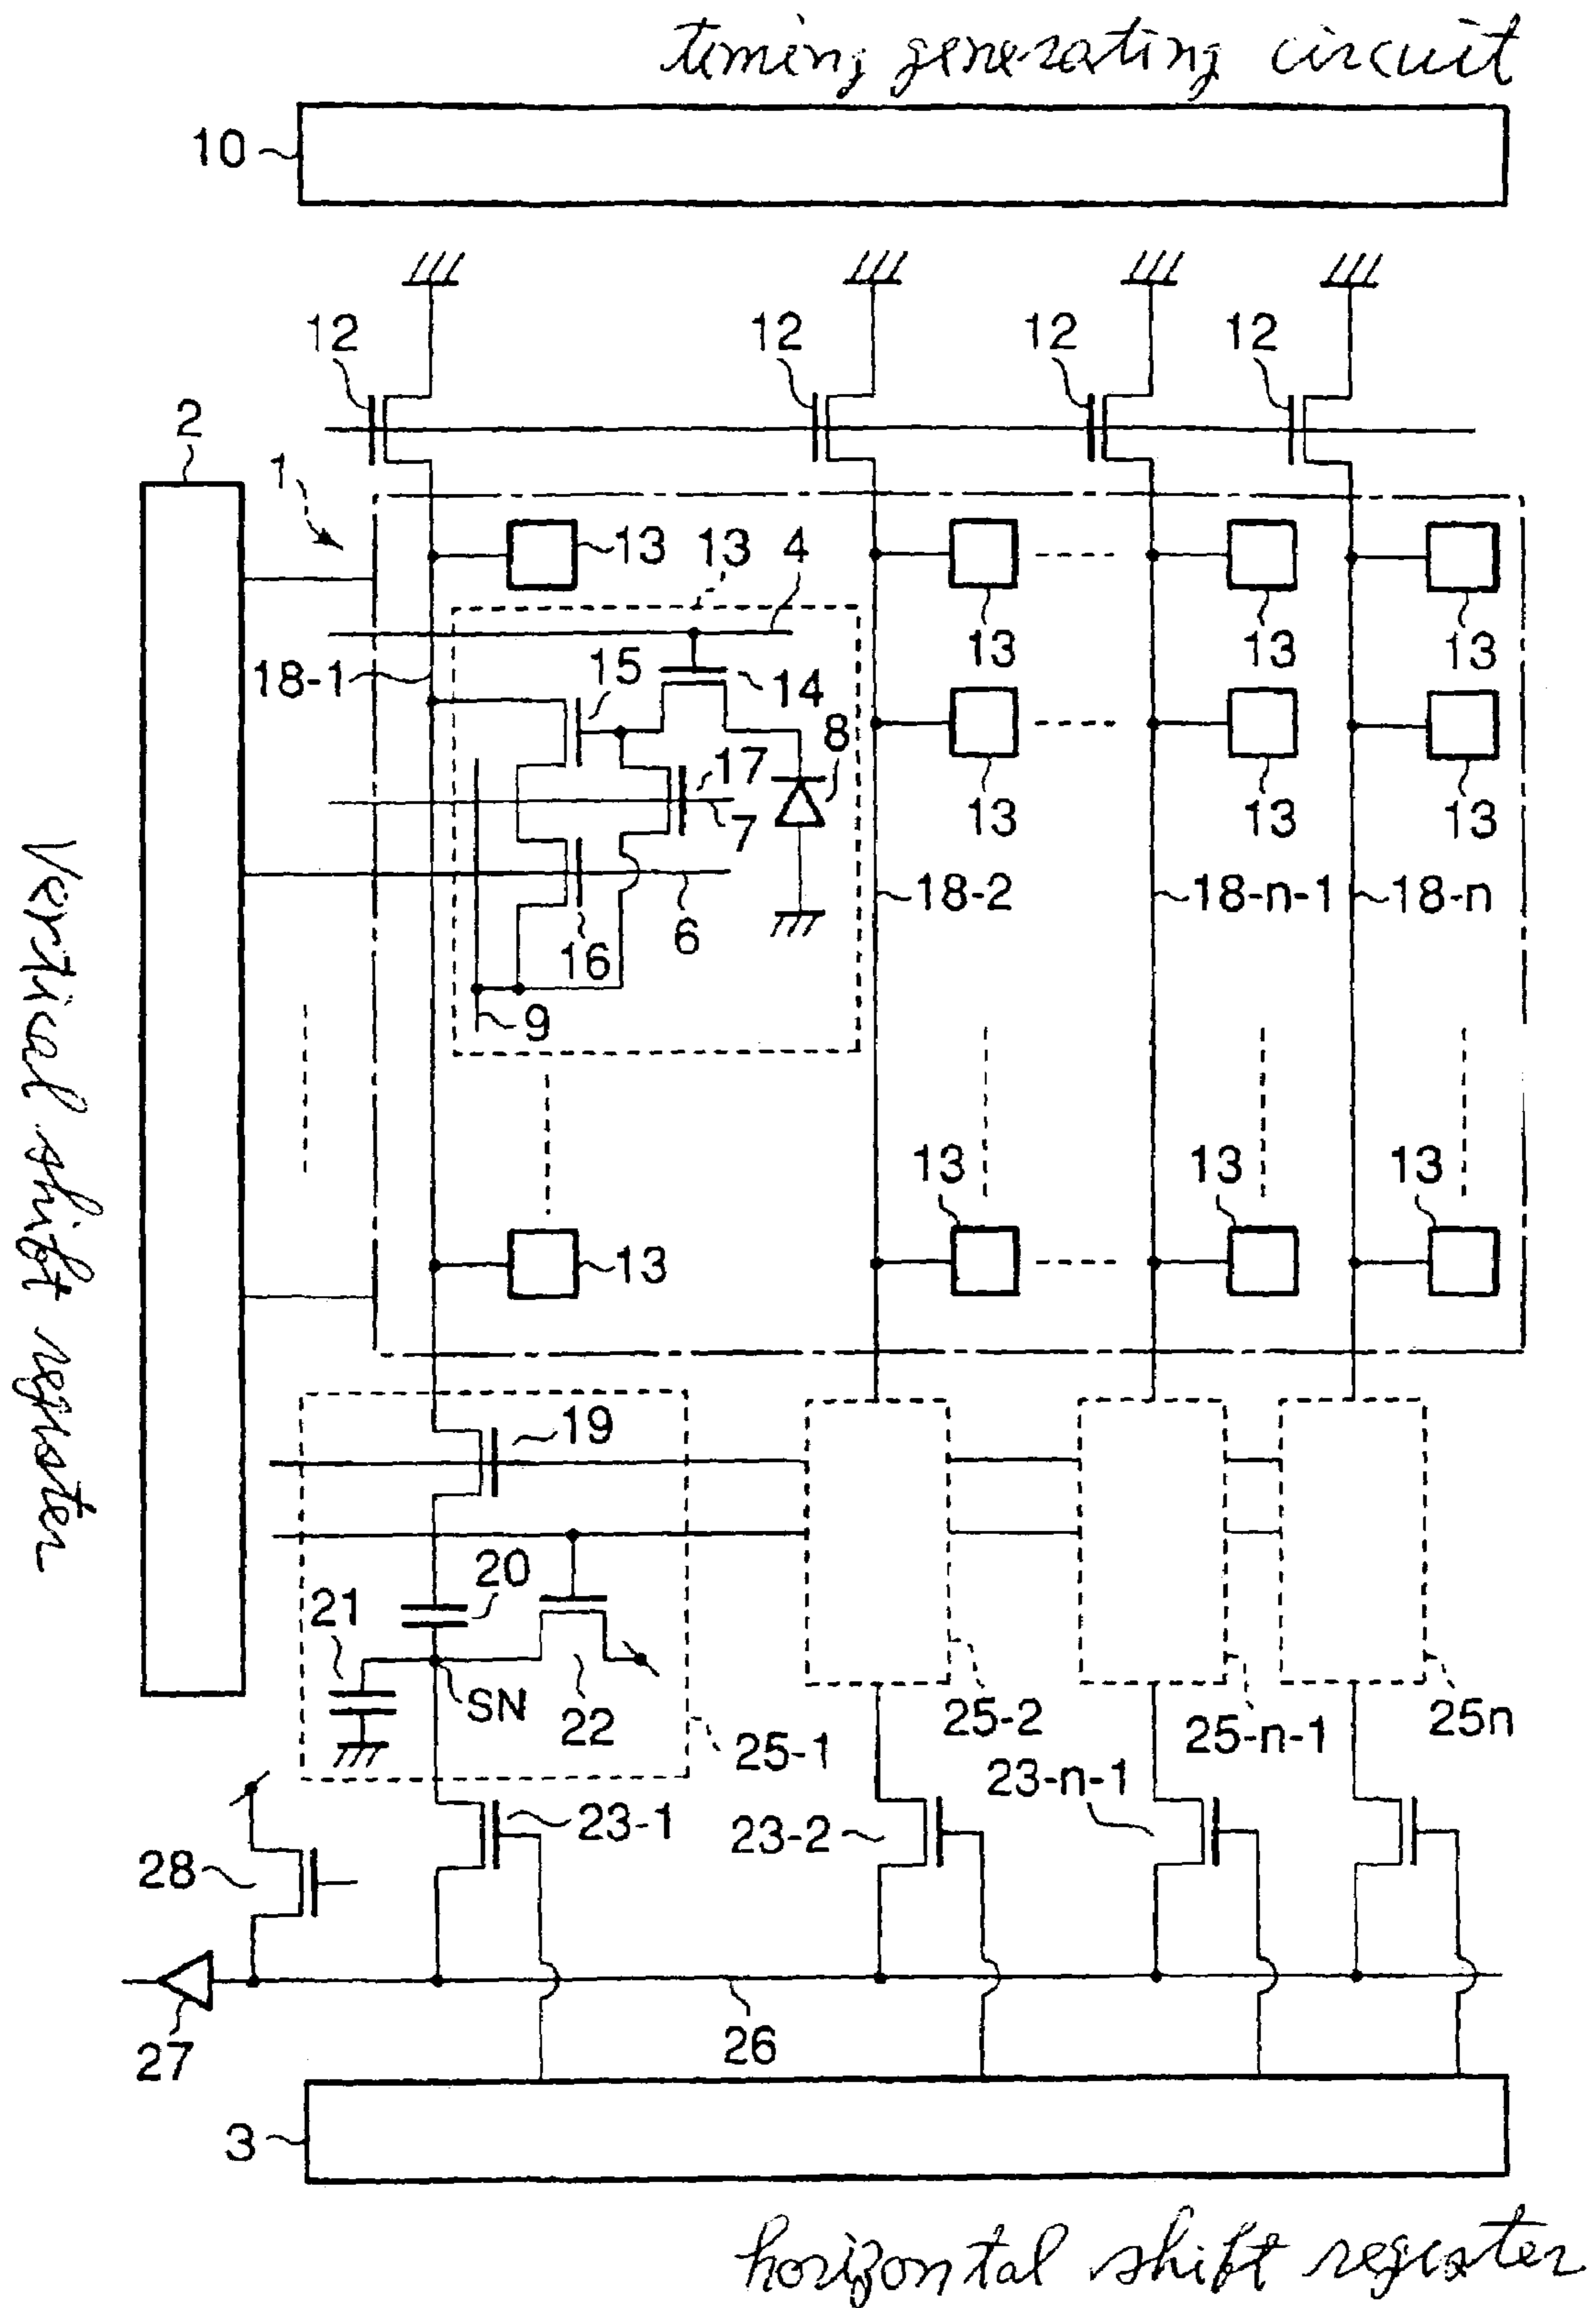 timing generating circuit
10
12 12 12 12
2
1
13 13 4
13 13 13
18-1 15 14
8
17
7
13 13 13
18-2 18-n-1 18-n
16 6
9
Vertical shift register
13 13 13
13
19
20
21
SN 22
25-1
25-2 25-n-1 25n
23-n-1
23-1 23-2
28
27 26
3
horizontal shift register